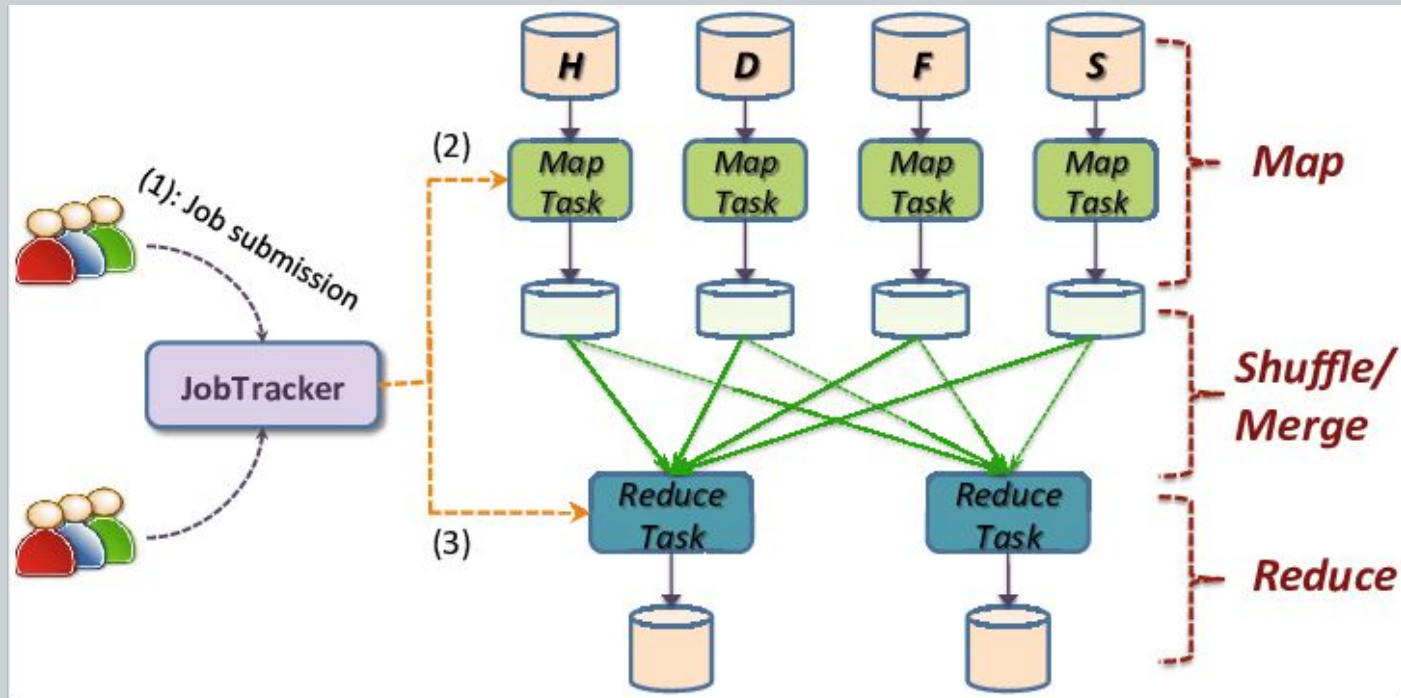 H
D
F
S
(2)
Map
Task
Map
Task
Map
Task
Map
Task
Map
(1): Job submission
JobTracker
Shuffle/
Merge
Reduce
Task
Reduce
Task
(3)
Reduce